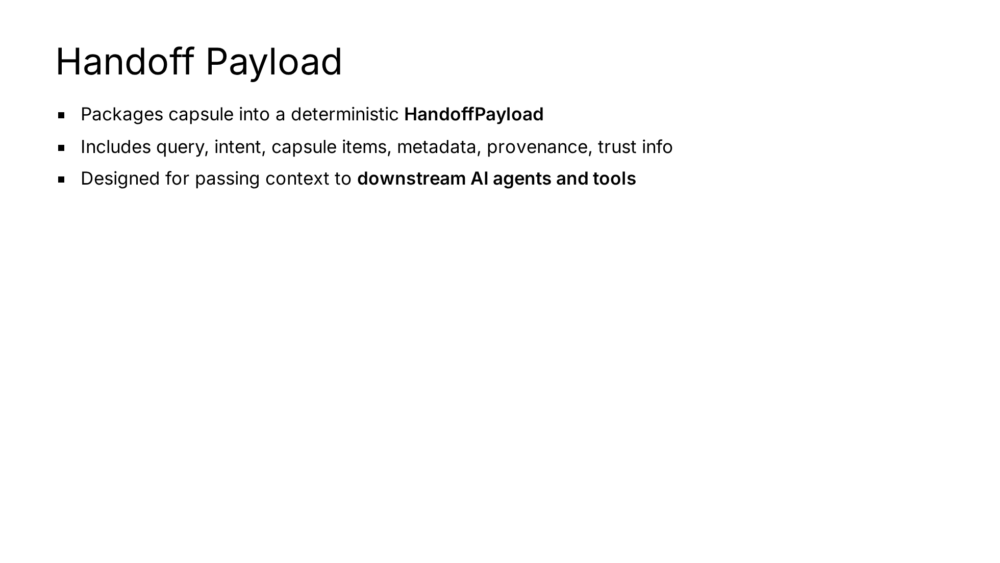 Handoff Payload
▪ Packages capsule into a deterministic HandoffPayload
▪ Includes query, intent, capsule items, metadata, provenance, trust info
▪ Designed for passing context to downstream AI agents and tools